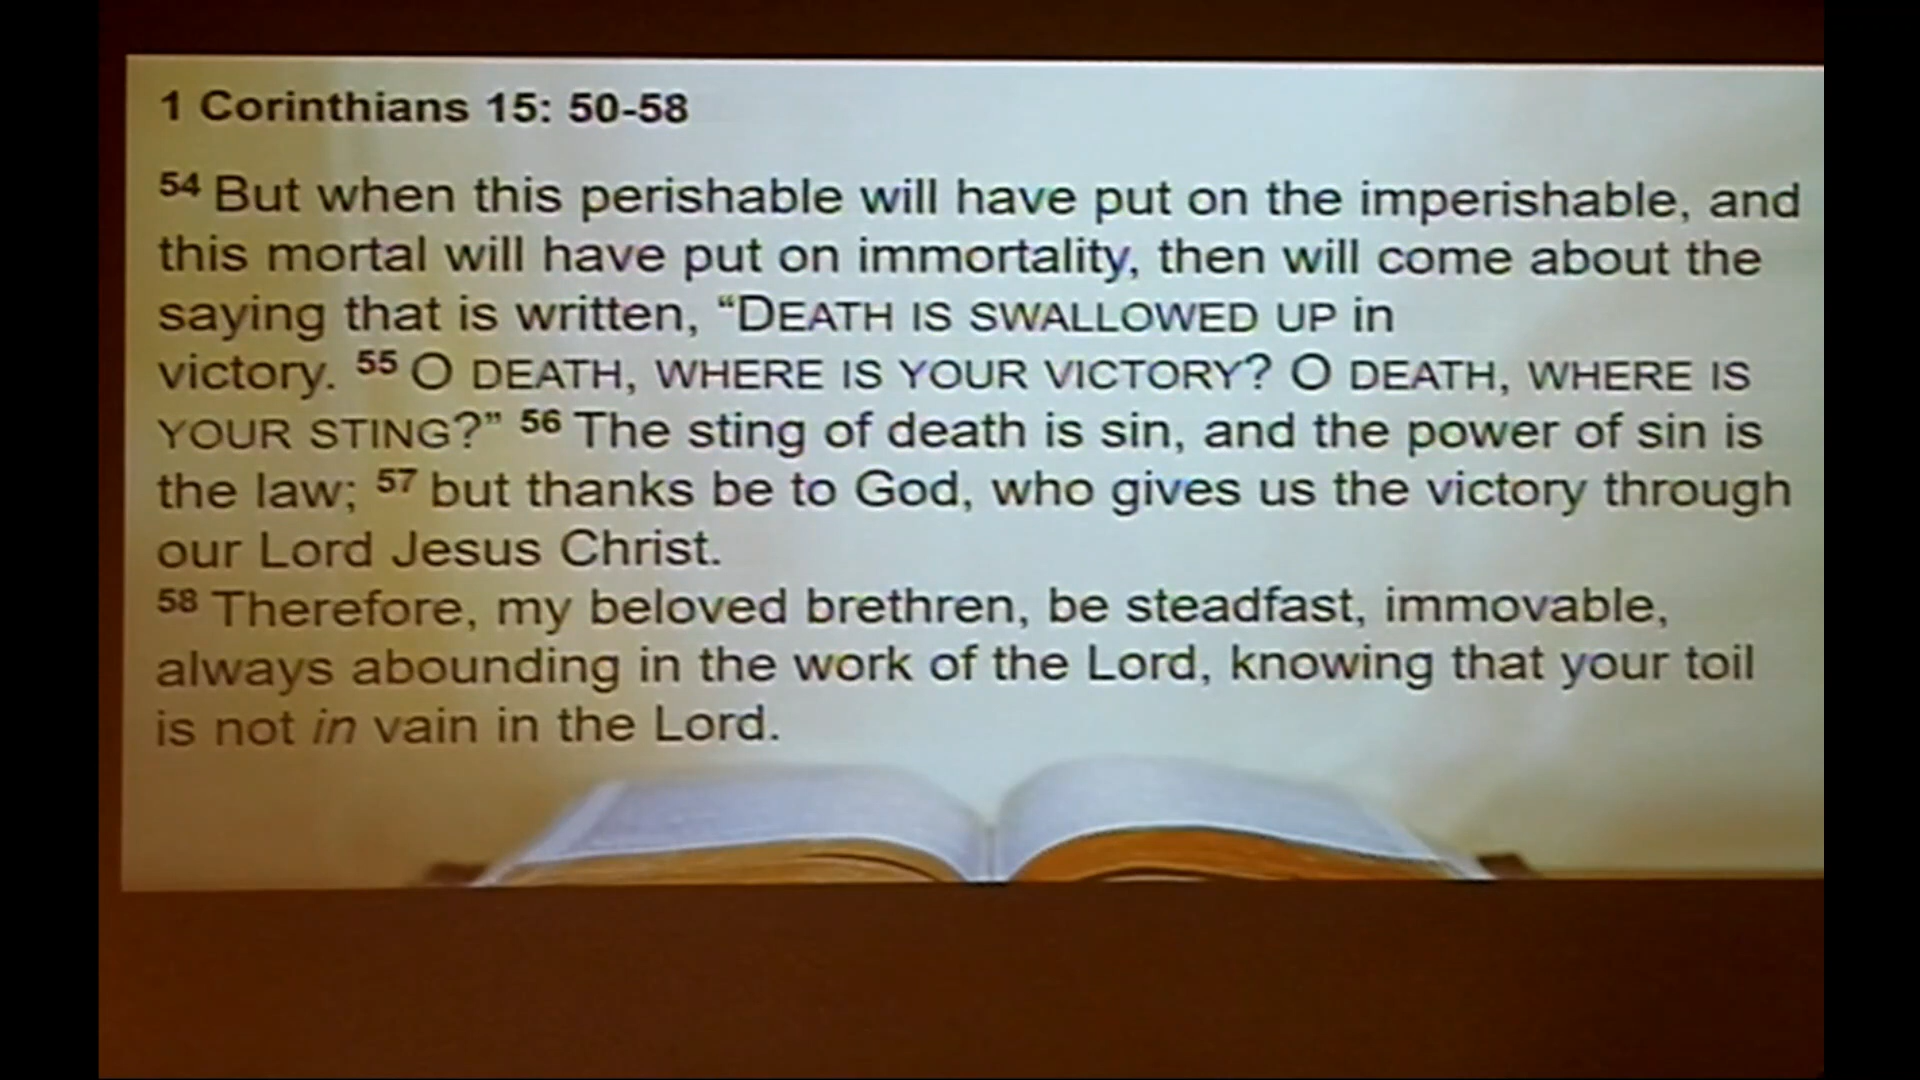 1 Corinthians 15: 50-58
54 But when this perishable will have put on the imperishable, and
this mortal will have put on immortality, then will come about the
saying that is written, “DEATH IS SWALLOWED UP in
victory. 55 O DEATH, WHERE IS YOUR VICTORY? O DEATH, WHERE IS
YOUR STING?” 56 The sting of death is sin, and the power of sin is
the law; 57 but thanks be to God, who gives us the victory through
our Lord Jesus Christ.
58 Therefore, my beloved brethren, be steadfast, immovable,
always abounding in the work of the Lord, knowing that your toil
is not in vain in the Lord.